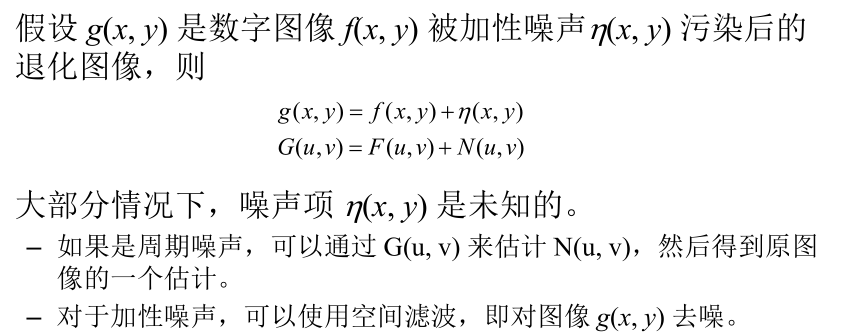 假设 g(x, y) 是数字图像 f(x, y) 被加性噪声 η(x, y) 污染后的
退化图像，则
g(x, y) = f (x, y) + η(x, y)
G(u, v) = F(u, v) + N(u, v)
大部分情况下，噪声项 η(x, y) 是未知的。
– 如果是周期噪声，可以通过 G(u, v) 来估计 N(u, v)，然后得到原图
像的一个估计。
– 对于加性噪声，可以使用空间滤波，即对图像 g(x, y) 去噪。